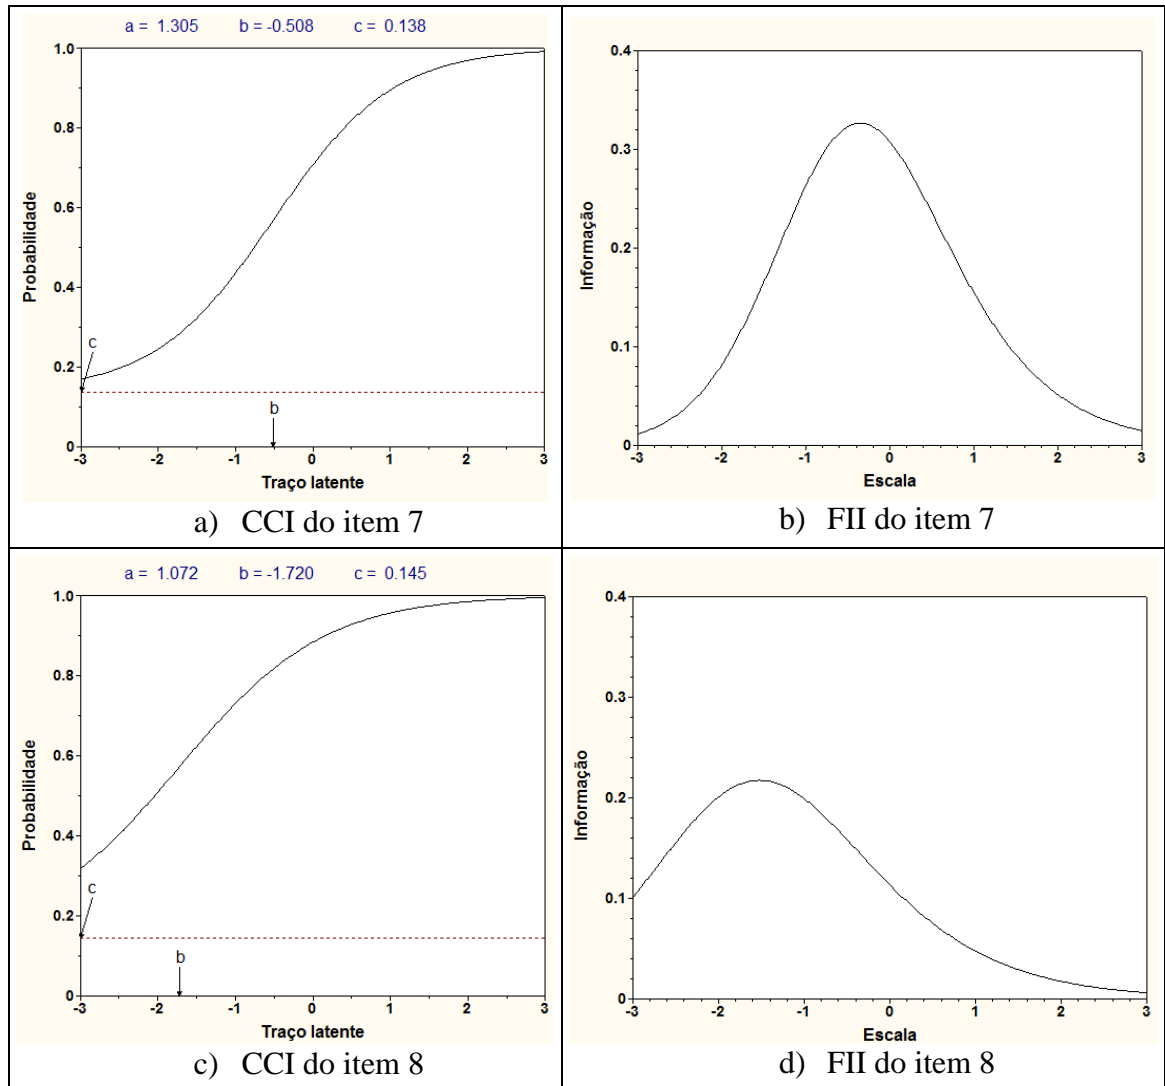 a = 1.305 b = -0.508 c = 0.138
1.0
0.8
0.6
0.4
0.2
0
Probabilidade
c
b
-3 -2 -1 0 1 2 3
Traço latente
a) CCI do item 7
0.4
0.3
0.2
0.1
0
Informação
-3 -2 -1 0 1 2 3
Escala
b) FII do item 7
a = 1.072 b = -1.720 c = 0.145
1.0
0.8
0.6
0.4
0.2
0
Probabilidade
c
b
-3 -2 -1 0 1 2 3
Traço latente
c) CCI do item 8
0.4
0.3
0.2
0.1
0
Informação
-3 -2 -1 0 1 2 3
Escala
d) FII do item 8